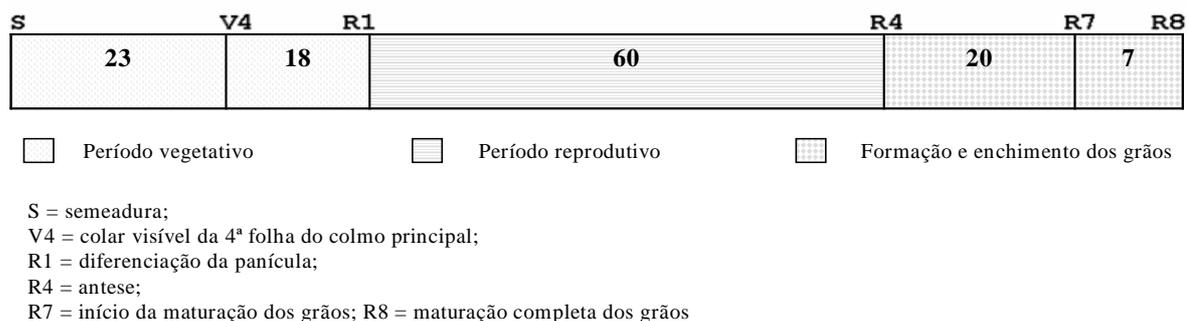 S V4 R1 R4 R7 R8
23 18 60 20 7
Período vegetativo Período reprodutivo Formação e enchimento dos grãos
S = semeadura;
V4 = colar visível da 4ª folha do colmo principal;
R1 = diferenciação da panícula;
R4 = antese;
R7 = início da maturação dos grãos; R8 = maturação completa dos grãos